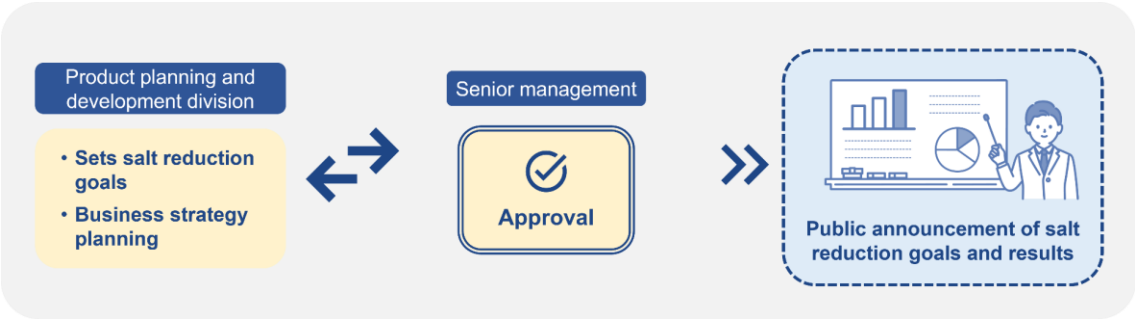 Product planning and
development division
• Sets salt reduction
goals
• Business strategy
planning
Senior management
Approval
Public announcement of salt
reduction goals and results